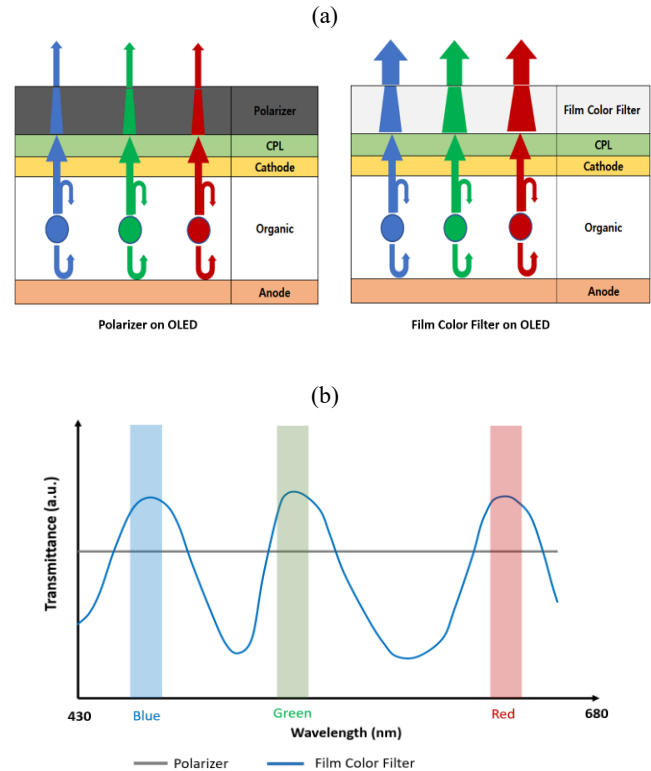 (a)
Polarizer
CPL
Cathode
Organic
Anode
Polarizer on OLED
Film Color Filter
CPL
Cathode
Organic
Anode
Film Color Filter on OLED
(b)
Transmittance (a.u.)
430
Blue
Green
Red
680
Wavelength (nm)
Polarizer
Film Color Filter